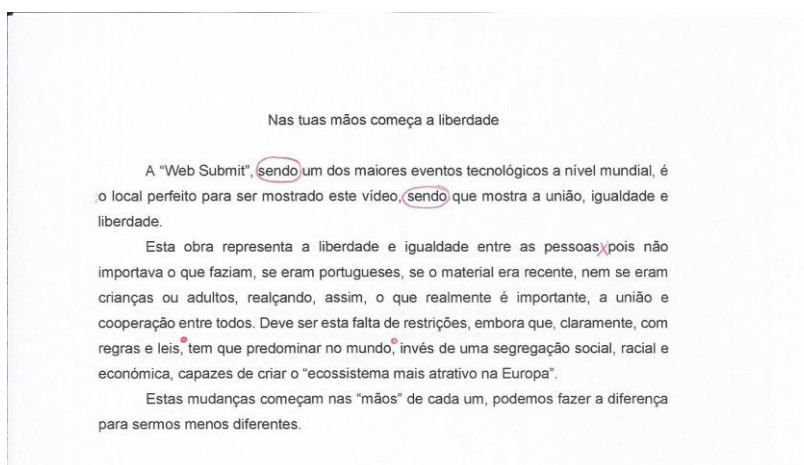 Nas tuas mãos começa a liberdade
A “Web Submit”, sendo um dos maiores eventos tecnológicos a nível mundial, é
o local perfeito para ser mostrado este vídeo, sendo que mostra a união, igualdade e
liberdade.
Esta obra representa a liberdade e igualdade entre as pessoas pois não
importava o que faziam, se eram portugueses, se o material era recente, nem se eram
crianças ou adultos, realçando, assim, o que realmente é importante, a união e
cooperação entre todos. Deve ser esta falta de restrições, embora que, claramente, com
regras e leis, tem que predominar no mundo, invés de uma segregação social, racial e
económica, capazes de criar o “ecossistema mais atrativo na Europa”.
Estas mudanças começam nas “mãos” de cada um, podemos fazer a diferença
para sermos menos diferentes.